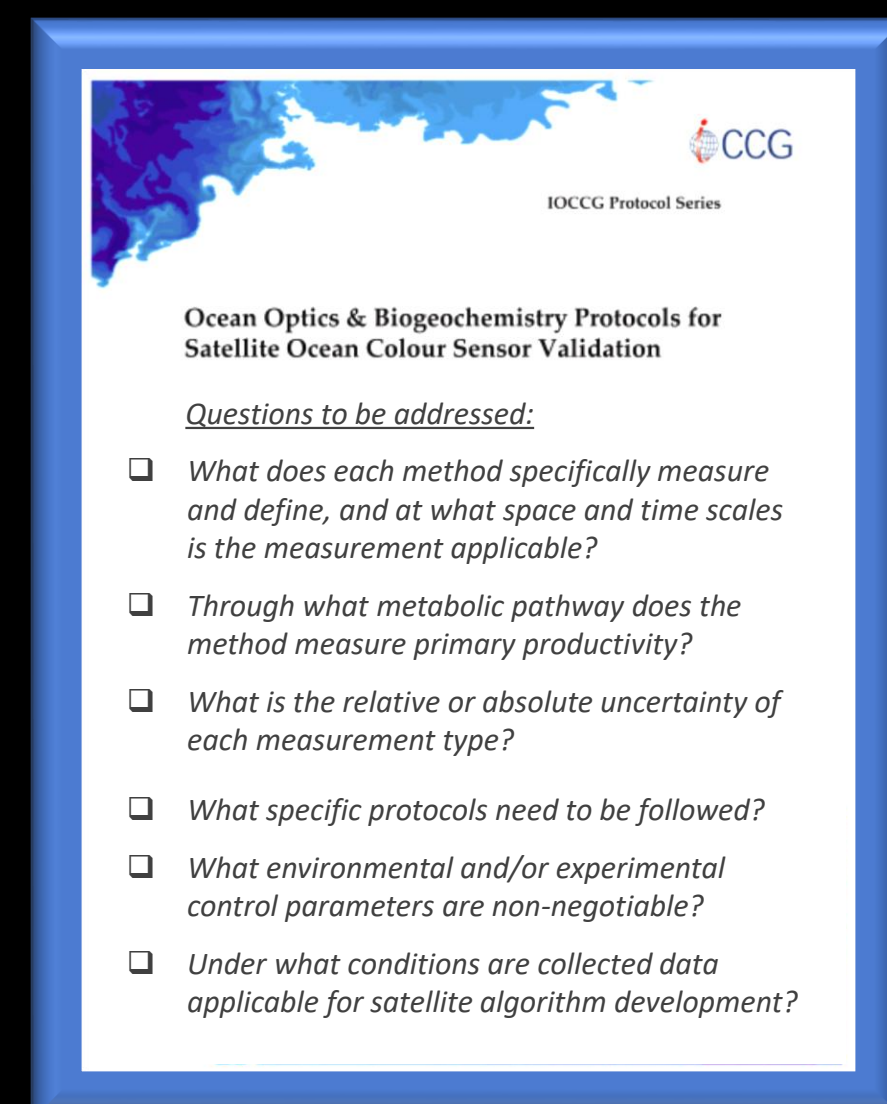 iCCG
IOCCG Protocol Series
Ocean Optics & Biogeochemistry Protocols for
Satellite Ocean Colour Sensor Validation
Questions to be addressed:
❑ What does each method specifically measure
and define, and at what space and time scales
is the measurement applicable?
❑ Through what metabolic pathway does the
method measure primary productivity?
❑ What is the relative or absolute uncertainty of
each measurement type?
❑ What specific protocols need to be followed?
❑ What environmental and/or experimental
control parameters are non-negotiable?
❑ Under what conditions are collected data
applicable for satellite algorithm development?